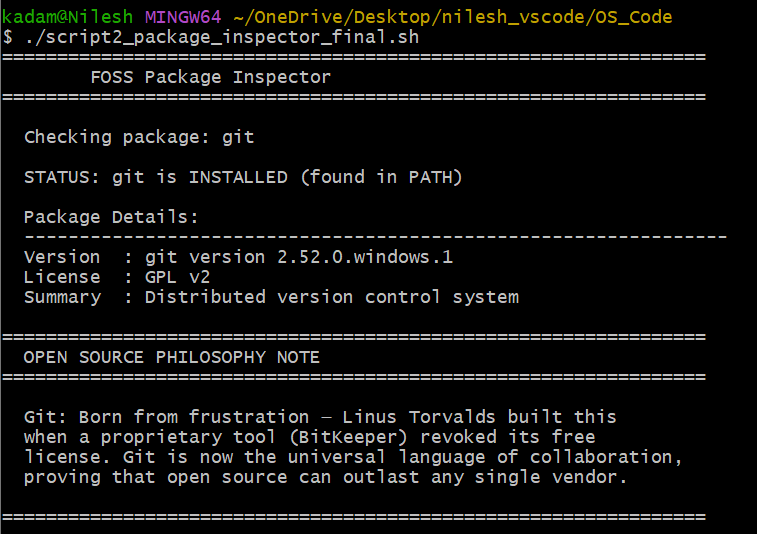 kadam@Nilesh MINGW64 ~/OneDrive/Desktop/nilesh_vscode/OS_Code
$ ./script2_package_inspector_final.sh
================================================================
FOSS Package Inspector
================================================================
Checking package: git
STATUS: git is INSTALLED (found in PATH)
Package Details:
----------------------------------------------------------------
Version  : git version 2.52.0.windows.1
License  : GPL v2
Summary  : Distributed version control system
================================================================
OPEN SOURCE PHILOSOPHY NOTE
================================================================
Git: Born from frustration — Linus Torvalds built this
when a proprietary tool (BitKeeper) revoked its free
license. Git is now the universal language of collaboration,
proving that open source can outlast any single vendor.
================================================================